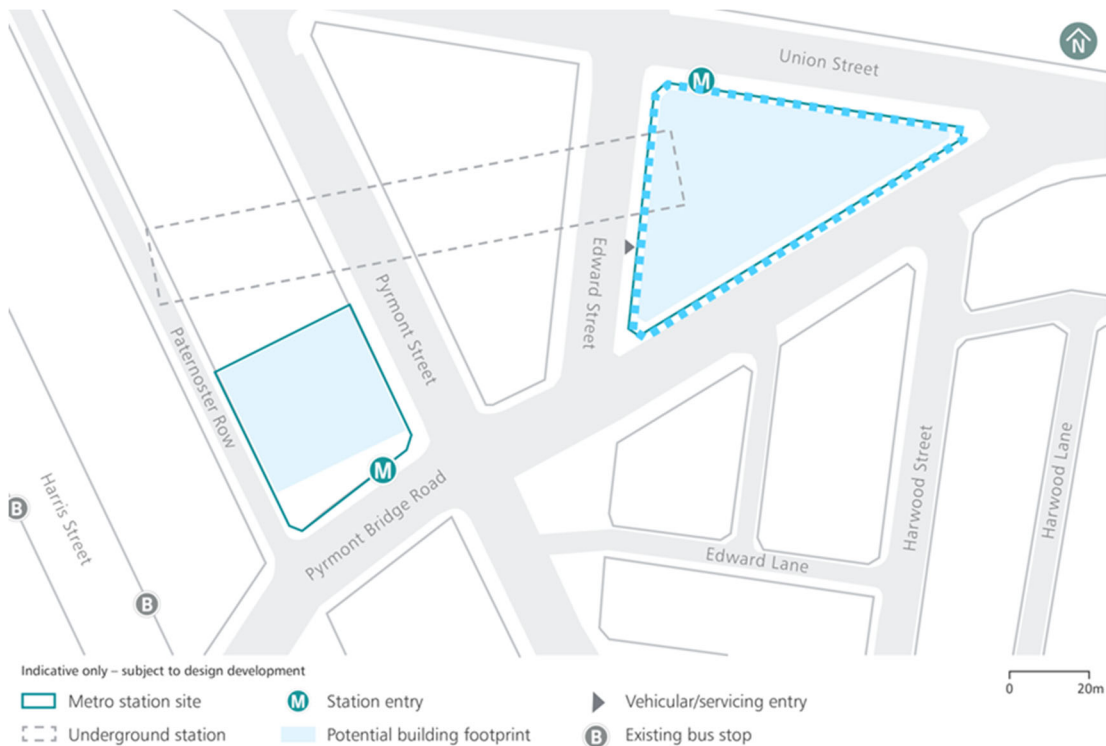 N
Union Street
M
Edward Street
Pyrmont Street
Paternoster Row
Harris Street
M
Pyrmont Bridge Road
Edward Lane
Harwood Street
Harwood Lane
B
B
Indicative only – subject to design development
Metro station site
M Station entry
Vehicular/servicing entry
Underground station
Potential building footprint
B Existing bus stop
0 20m